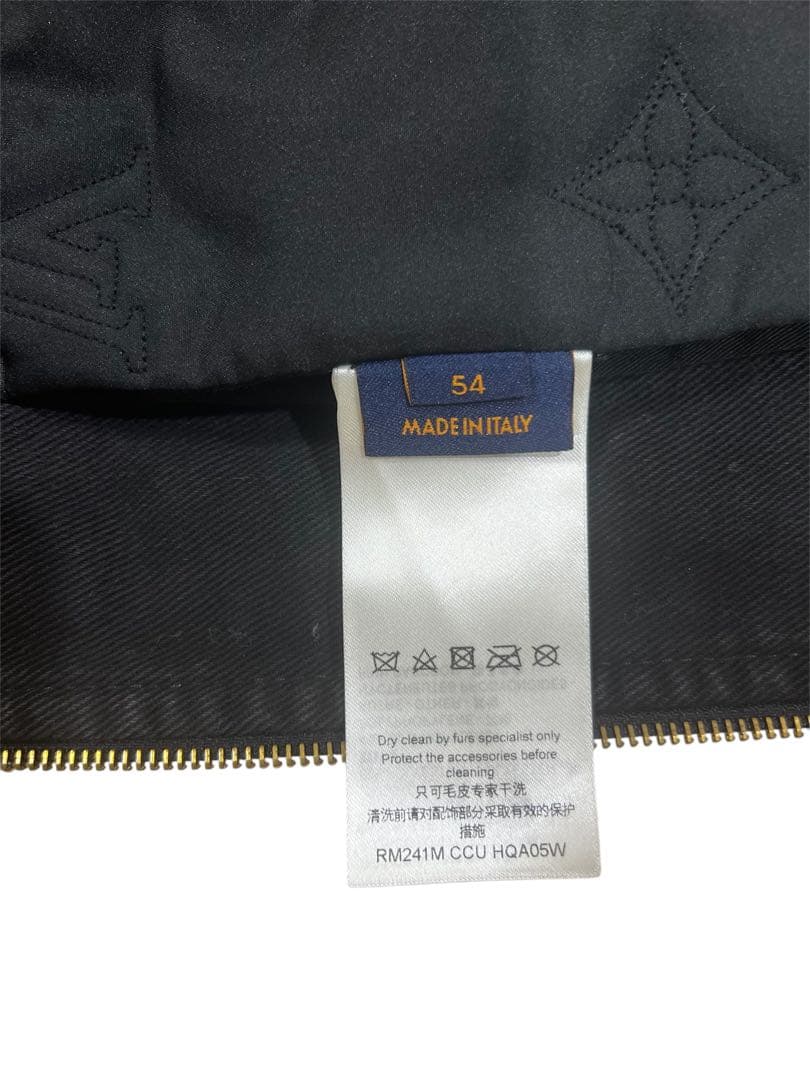 54
MADE IN ITALY
Dry clean by furs specialist only
Protect the accessories before
cleaning
只可毛皮专家干洗
清洗前请对配饰部分采取有效的保护
措施
RM241M CCU HQA05W